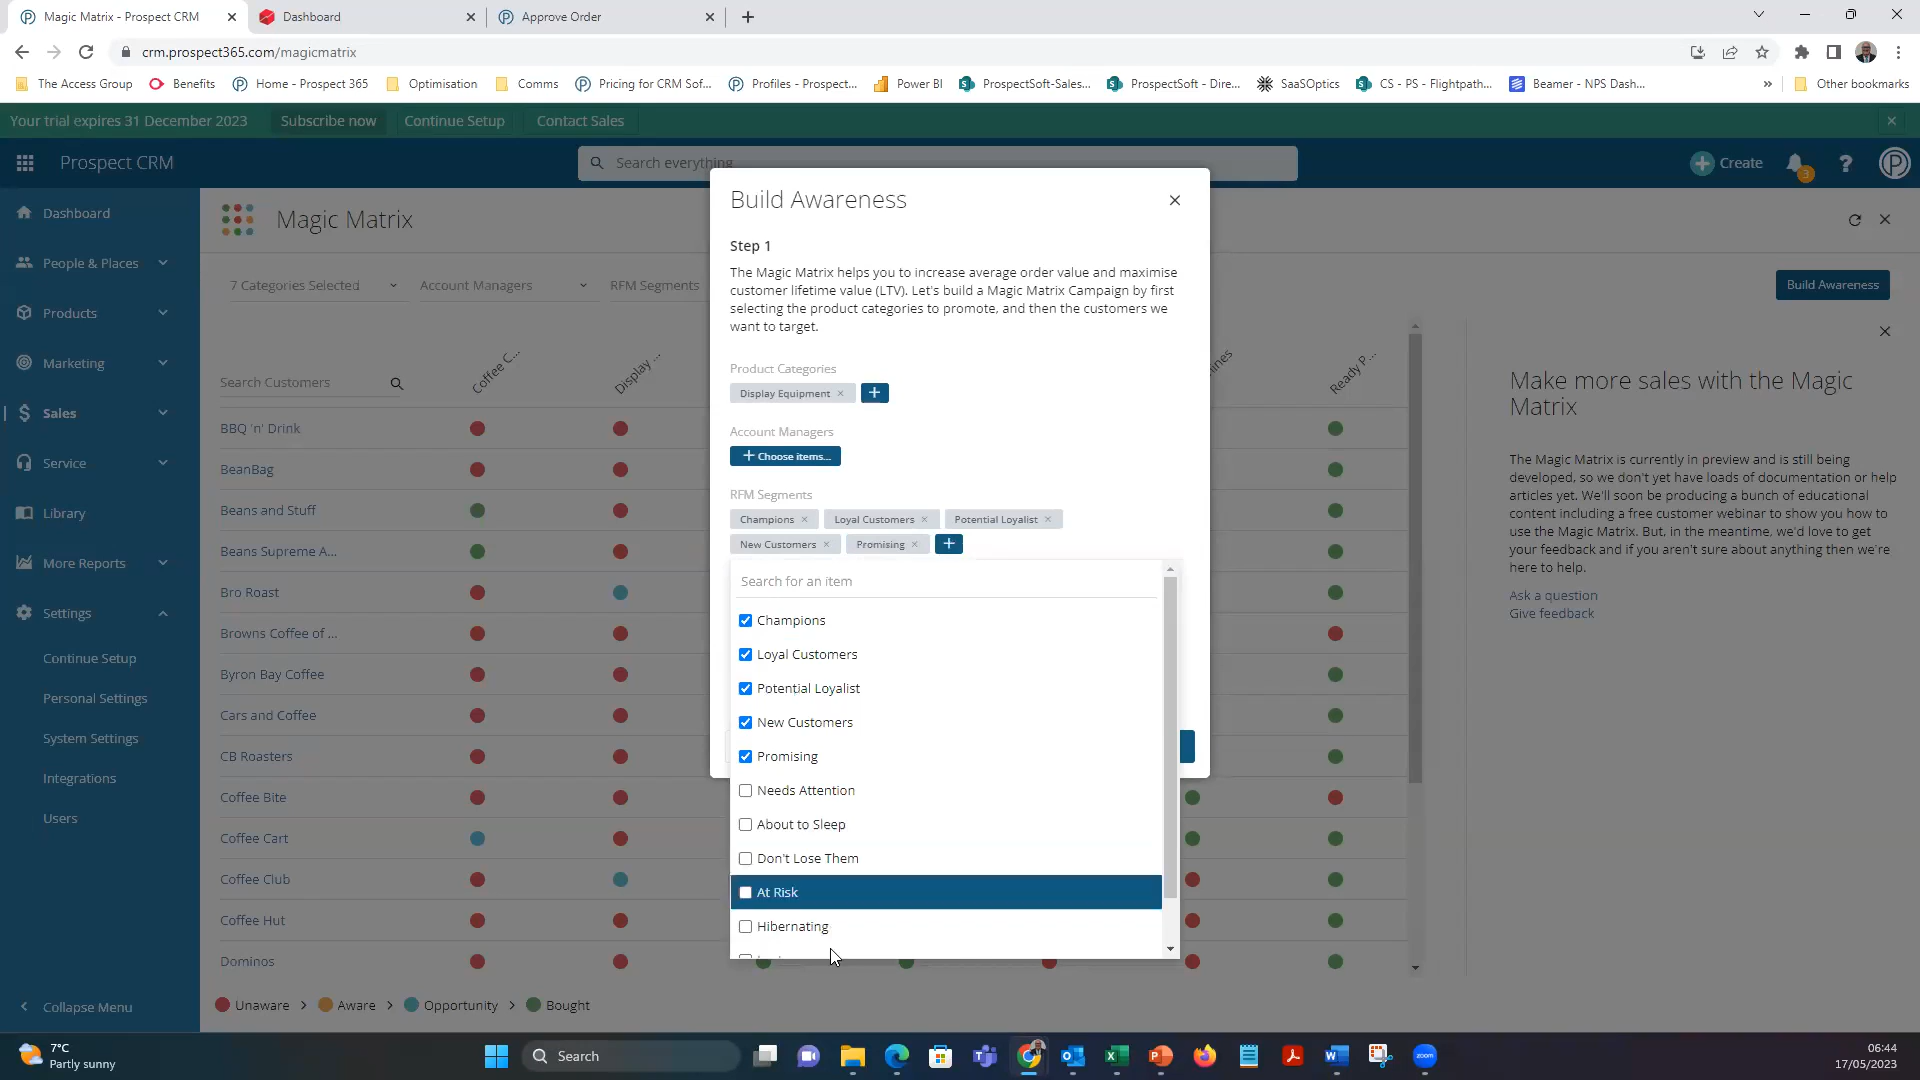 Magic Matrix - Prospect CRM
Dashboard
Approve Order
crm.prospect365.com/magicmatrix
The Access Group
Benefits
Home - Prospect 365
Optimisation
Comms
Pricing for CRM Sof...
Profiles - Prospect...
Power BI
ProspectSoft-Sales...
ProspectSoft - Dire...
SaaSOptics
CS - PS - Flightpath...
Beamer - NPS Dash...
»
Other bookmarks
Your trial expires 31 December 2023
Subscribe now
Continue Setup
Contact Sales
Prospect CRM
Search everything
Create
3
Dashboard
People & Places
Products
Marketing
Sales
Service
Library
More Reports
Settings
Continue Setup
Personal Settings
System Settings
Integrations
Users
Collapse Menu
Magic Matrix
7 Categories Selected
Account Managers
RFM Segments
Build Awareness
Search Customers
Coffee C...
Display ...
Ready P...
BBQ 'n' Drink
BeanBag
Beans and Stuff
Beans Supreme A...
Bro Roast
Browns Coffee of ...
Byron Bay Coffee
Cars and Coffee
CB Roasters
Coffee Bite
Coffee Cart
Coffee Club
Coffee Hut
Dominos
Unaware > Aware > Opportunity > Bought
Build Awareness
Step 1
The Magic Matrix helps you to increase average order value and maximise
customer lifetime value (LTV). Let's build a Magic Matrix Campaign by first
selecting the product categories to promote, and then the customers we
want to target.
Product Categories
Display Equipment × +
Account Managers
+ Choose items...
RFM Segments
Champions × Loyal Customers × Potential Loyalist ×
New Customers × Promising × +
Search for an item
Champions
Loyal Customers
Potential Loyalist
New Customers
Promising
Needs Attention
About to Sleep
Don't Lose Them
At Risk
Hibernating
Make more sales with the Magic
Matrix
The Magic Matrix is currently in preview and is still being
developed, so we don't yet have loads of documentation or help
articles yet. We'll soon be producing a bunch of educational
content including a free customer webinar to show you how to
use the Magic Matrix. But, in the meantime, we'd love to get
your feedback and if you aren't sure about anything then we're
here to help.
Ask a question
Give feedback
7°C
Partly sunny
Search
zoom
06:44
17/05/2023